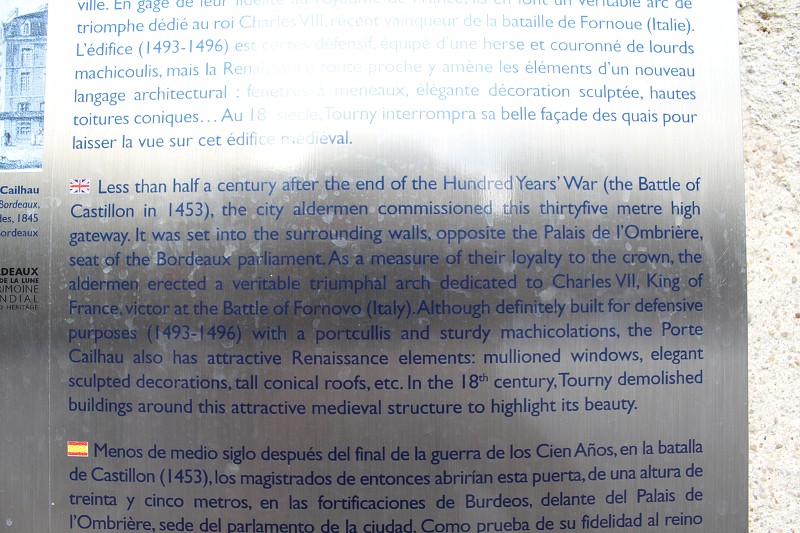 Cailhau
Bordeaux,
des, 1845
Bordeaux
RDEAUX
DE LA LUNE
RIMOINE
NDIAL
D HERITAGE
ville. En gage de leur fidélité au royaume de France, ils en font un véritable arc de
triomphe dédié au roi Charles VIII, récent vainqueur de la bataille de Fornoue (Italie).
L'édifice (1493-1496) est certes défensif, équipé d'une herse et couronné de lourds
machicoulis, mais la Renaissance toute proche y amène les éléments d'un nouveau
langage architectural : fenêtres à meneaux, élégante décoration sculptée, hautes
toitures coniques… Au 18e siècle, Tourny interrompra sa belle façade des quais pour
laisser la vue sur cet édifice médiéval.
Less than half a century after the end of the Hundred Years' War (the Battle of
Castillon in 1453), the city aldermen commissioned this thirtyfive metre high
gateway. It was set into the surrounding walls, opposite the Palais de l'Ombrière,
seat of the Bordeaux parliament. As a measure of their loyalty to the crown, the
aldermen erected a veritable triumphal arch dedicated to Charles VII, King of
France, victor at the Battle of Fornovo (Italy). Although definitely built for defensive
purposes (1493-1496) with a portcullis and sturdy machicolations, the Porte
Cailhau also has attractive Renaissance elements: mullioned windows, elegant
sculpted decorations, tall conical roofs, etc. In the 18th century, Tourny demolished
buildings around this attractive medieval structure to highlight its beauty.
Menos de medio siglo después del final de la guerra de los Cien Años, en la batalla
de Castillon (1453), los magistrados de entonces abrirían esta puerta, de una altura de
treinta y cinco metros, en las fortificaciones de Burdeos, delante del Palais de
l'Ombrière, sede del parlamento de la ciudad. Como prueba de su fidelidad al reino